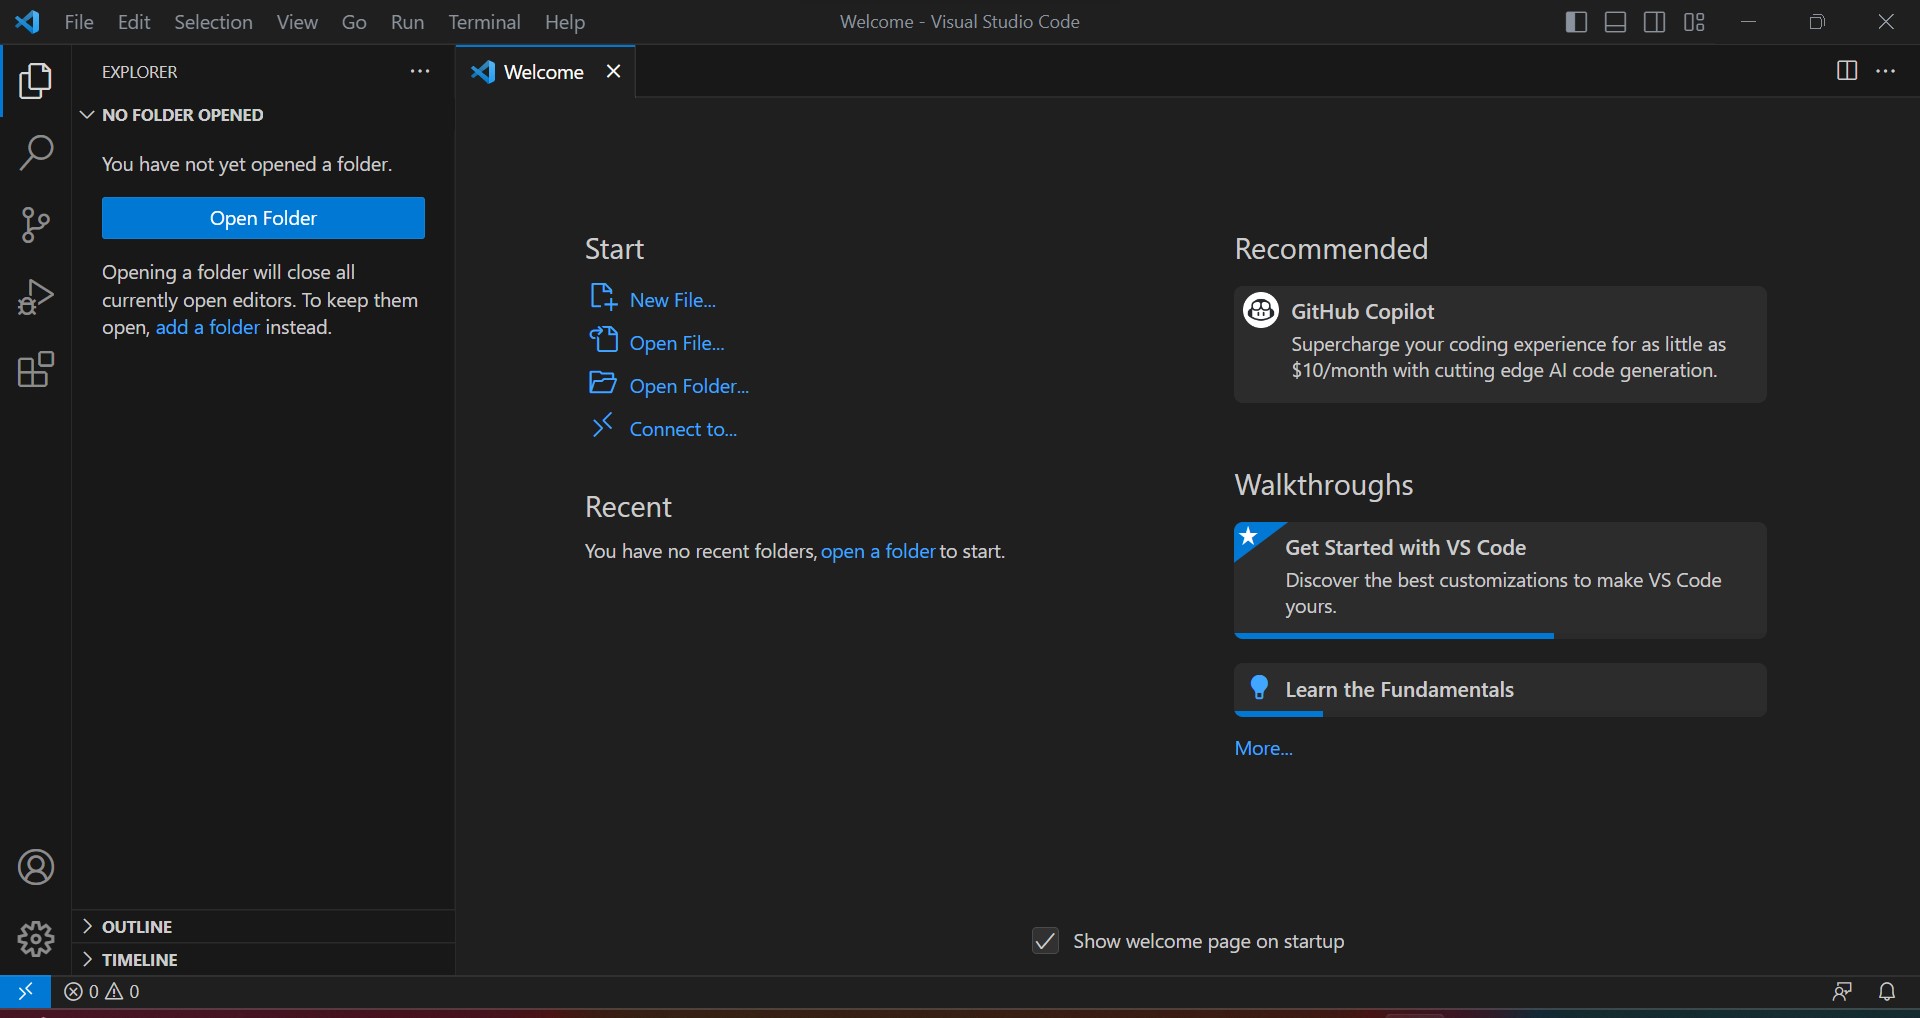 File Edit Selection View Go Run Terminal Help
Welcome - Visual Studio Code
EXPLORER
NO FOLDER OPENED
You have not yet opened a folder.
Open Folder
Opening a folder will close all
currently open editors. To keep them
open, add a folder instead.
OUTLINE
TIMELINE
Welcome
Start
New File...
Open File...
Open Folder...
Connect to...
Recent
You have no recent folders, open a folder to start.
Recommended
GitHub Copilot
Supercharge your coding experience for as little as
$10/month with cutting edge AI code generation.
Walkthroughs
Get Started with VS Code
Discover the best customizations to make VS Code
yours.
Learn the Fundamentals
More...
Show welcome page on startup
0 0